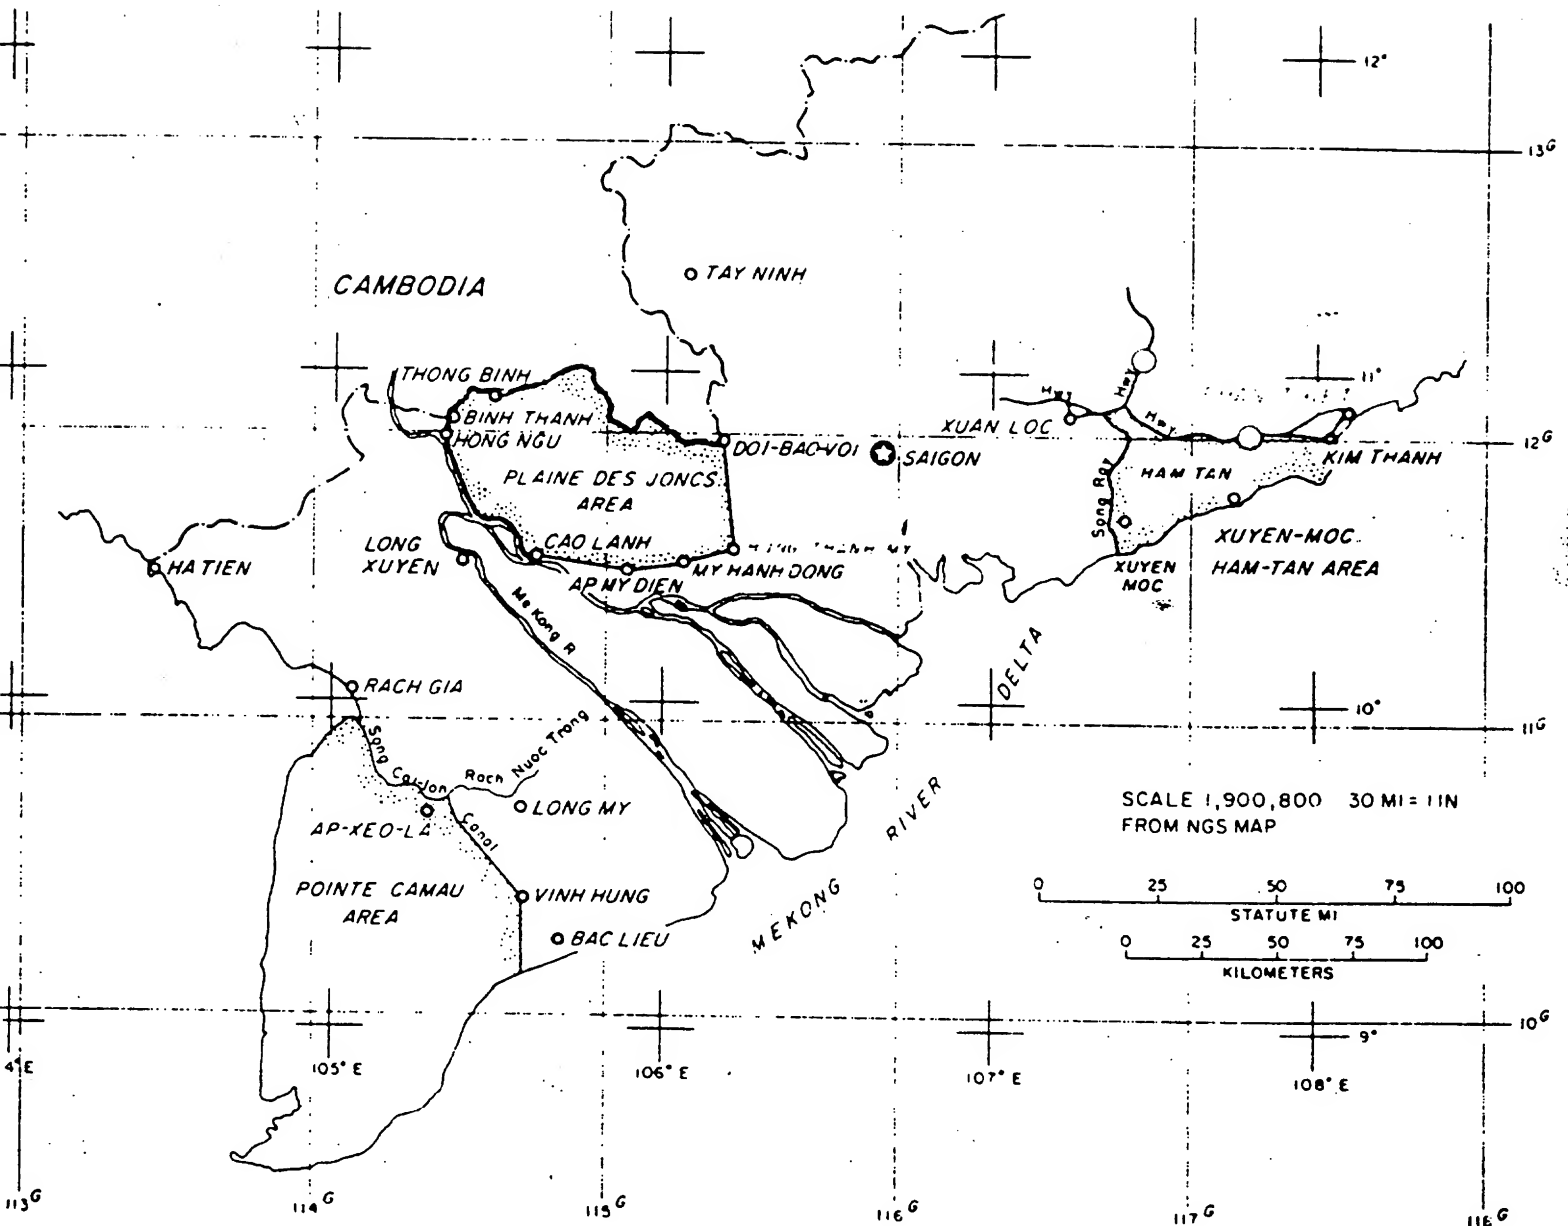 12°
13ᴳ
CAMBODIA
TAY NINH
THONG BINH
11°
BINH THANH
HONG NGU
Hwy
Hwy
Hwy
XUAN LOC
DOI-BAO-VOI
SAIGON
12ᴳ
KIM THANH
PLAINE DES JONCS
AREA
HAM TAN
Song Ray
CAO LANH
LONG
XUYEN
HA TIEN
MY HANH DONG
AP MY DIEN
XUYEN-MOC
HAM-TAN AREA
XUYEN
MOC
Me Kong R
RACH GIA
10°
11ᴳ
Song Cai-lon
Rach Nuoc Trong
LONG MY
AP-XEO-LA
Canal
MEKONG RIVER DELTA
SCALE 1,900,800 30 MI = 1 IN
FROM NGS MAP
POINTE CAMAU
AREA
VINH HUNG
BAC LIEU
0 25 50 75 100
STATUTE MI
0 25 50 75 100
KILOMETERS
10ᴳ
9°
4°E
105° E
106° E
107° E
108° E
113ᴳ
114ᴳ
115ᴳ
116ᴳ
117ᴳ
118ᴳ